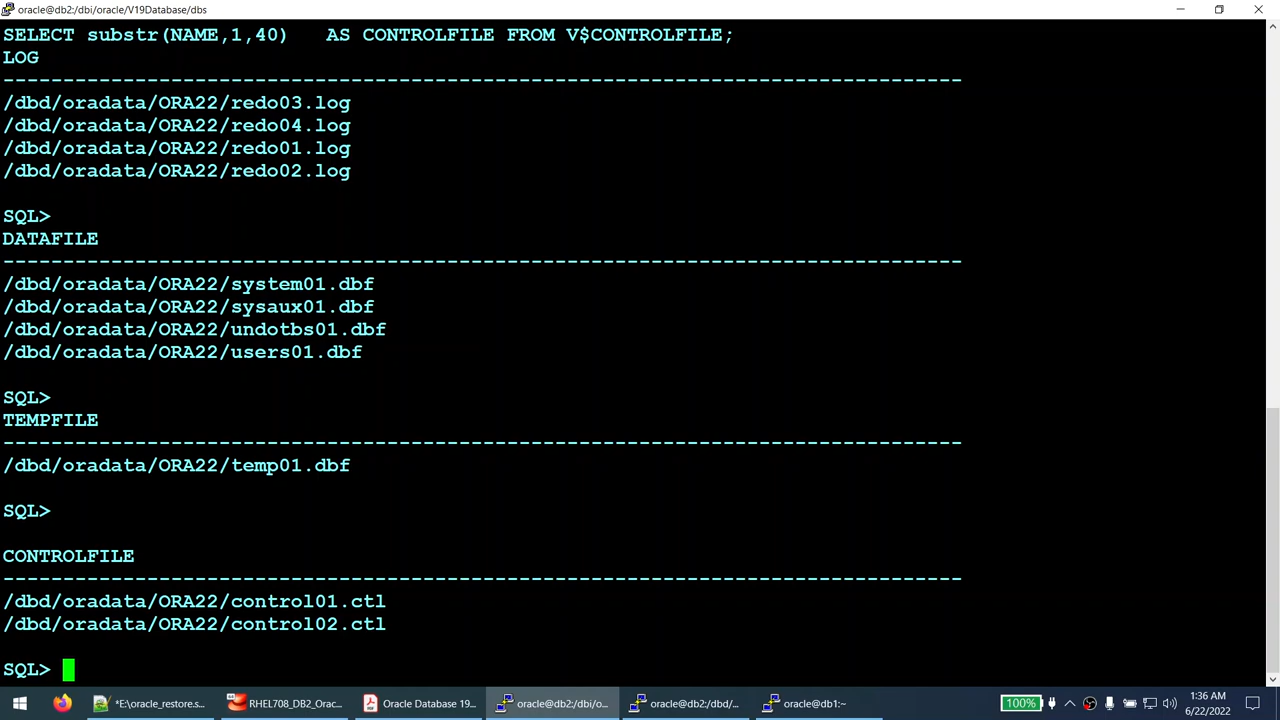 oracle@db2:/dbi/oracle/V19Database/dbs
SELECT substr(NAME,1,40)   AS CONTROLFILE FROM V$CONTROLFILE;
LOG
--------------------------------------------------------------------------------
/dbd/oradata/ORA22/redo03.log
/dbd/oradata/ORA22/redo04.log
/dbd/oradata/ORA22/redo01.log
/dbd/oradata/ORA22/redo02.log
SQL>
DATAFILE
--------------------------------------------------------------------------------
/dbd/oradata/ORA22/system01.dbf
/dbd/oradata/ORA22/sysaux01.dbf
/dbd/oradata/ORA22/undotbs01.dbf
/dbd/oradata/ORA22/users01.dbf
SQL>
TEMPFILE
--------------------------------------------------------------------------------
/dbd/oradata/ORA22/temp01.dbf
SQL>
CONTROLFILE
--------------------------------------------------------------------------------
/dbd/oradata/ORA22/control01.ctl
/dbd/oradata/ORA22/control02.ctl
SQL>
*E:\oracle_restore.s... RHEL708_DB2_Orac... Oracle Database 19... oracle@db2:/dbi/o... oracle@db2:/dbd/... oracle@db1:~ 100% 1:36 AM
6/22/2022